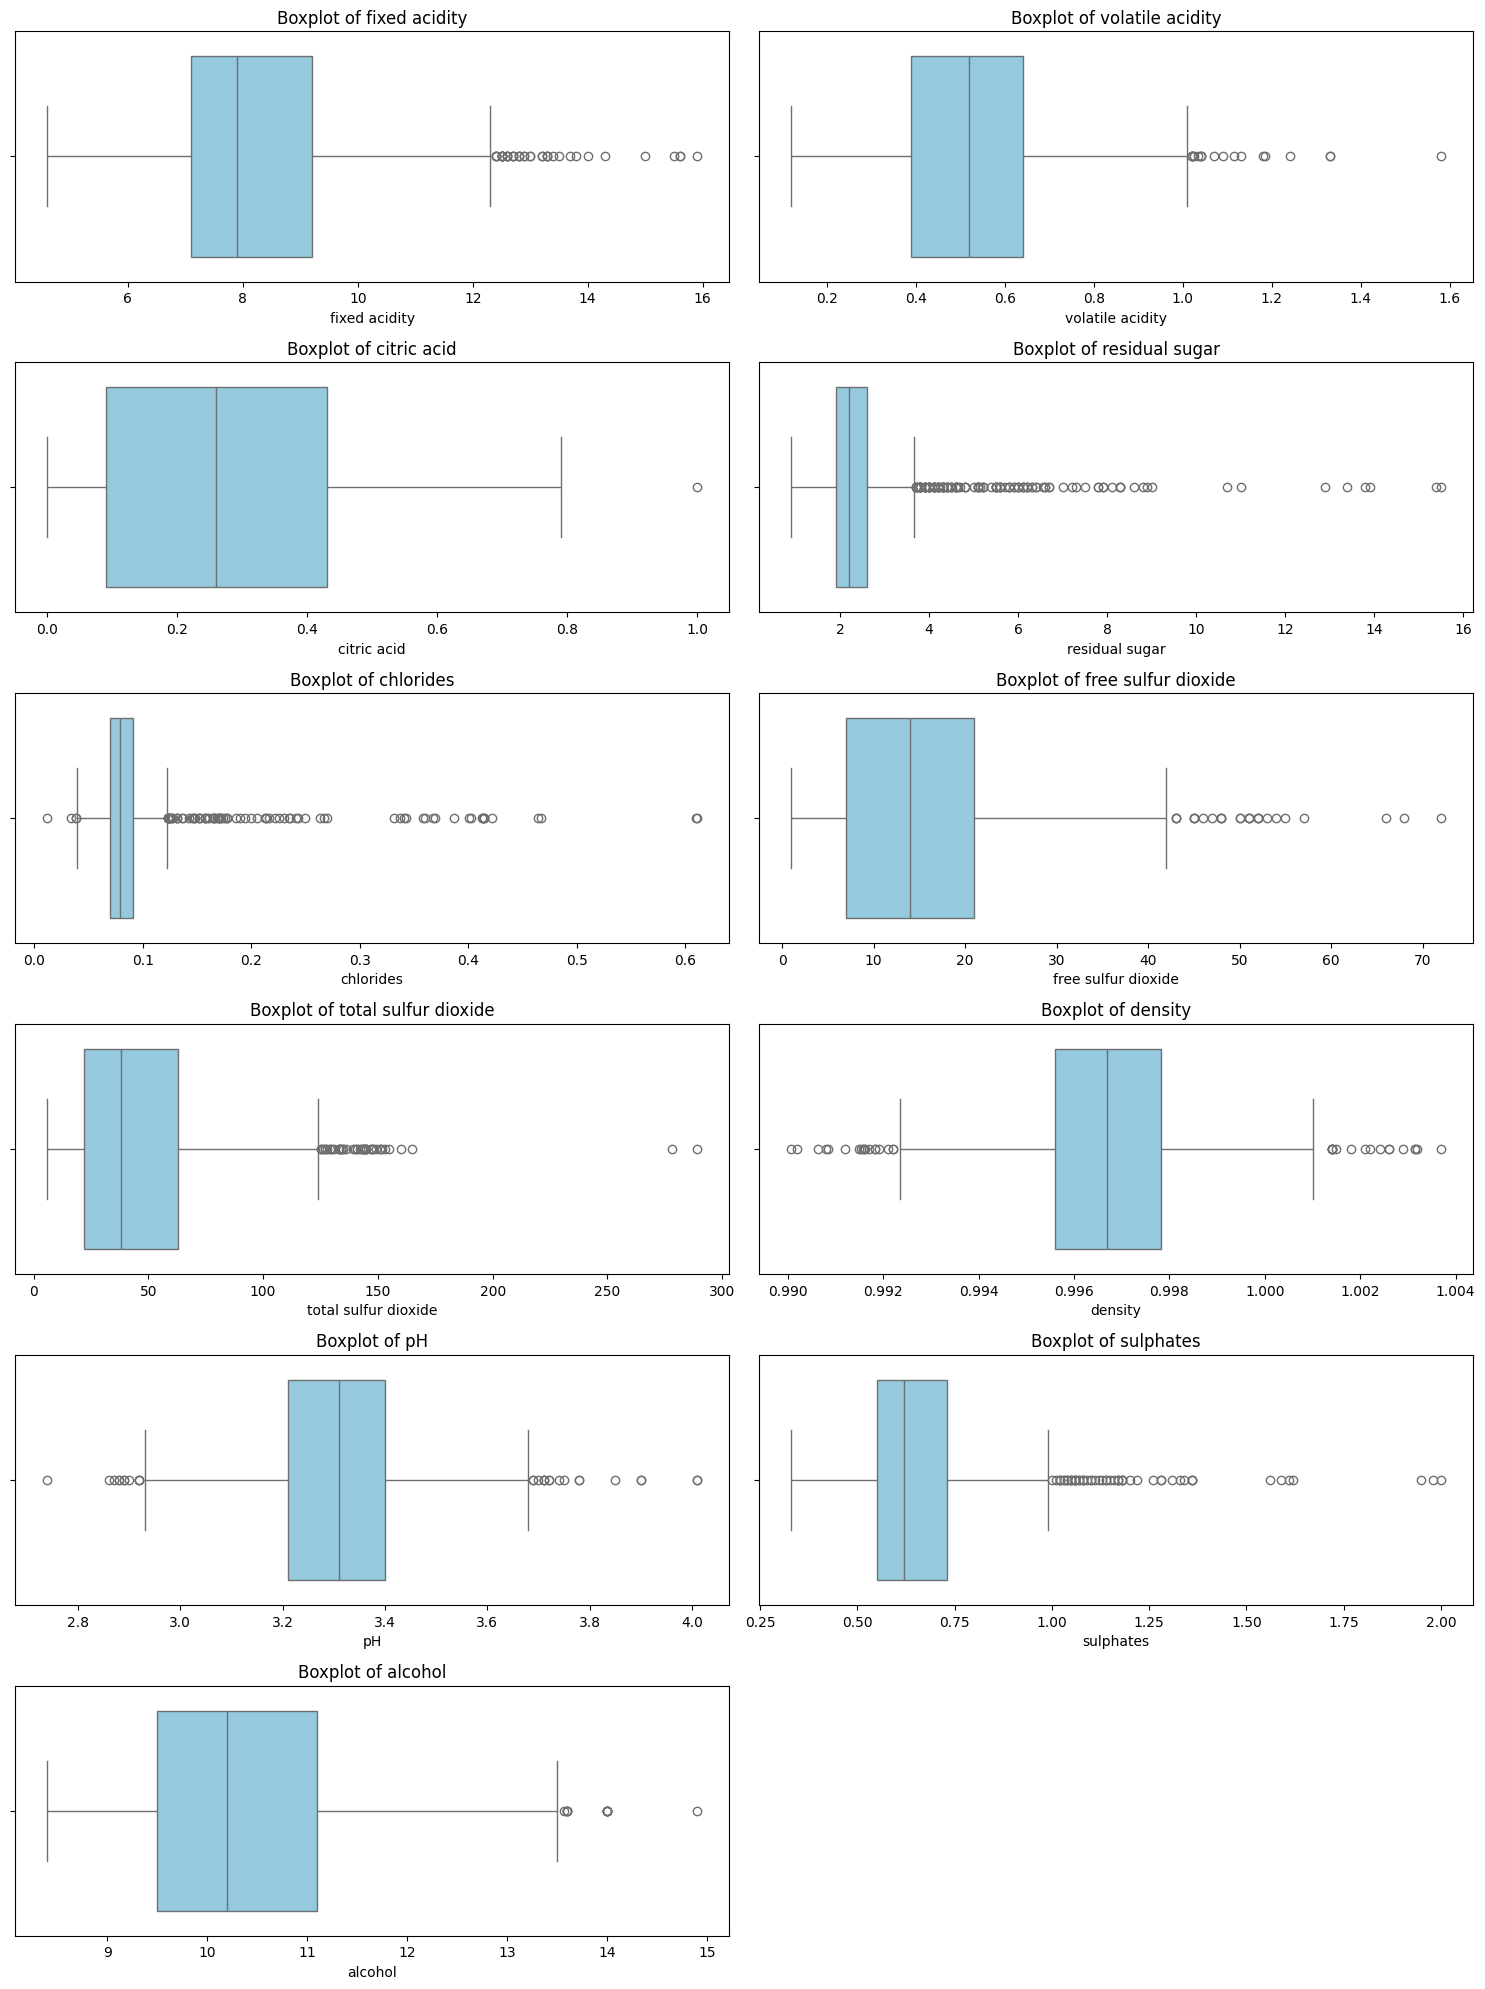 Boxplot of fixed acidity
6 8 10 12 14 16
fixed acidity
Boxplot of volatile acidity
0.2 0.4 0.6 0.8 1.0 1.2 1.4 1.6
volatile acidity
Boxplot of citric acid
0.0 0.2 0.4 0.6 0.8 1.0
citric acid
Boxplot of residual sugar
2 4 6 8 10 12 14 16
residual sugar
Boxplot of chlorides
0.0 0.1 0.2 0.3 0.4 0.5 0.6
chlorides
Boxplot of free sulfur dioxide
0 10 20 30 40 50 60 70
free sulfur dioxide
Boxplot of total sulfur dioxide
0 50 100 150 200 250 300
total sulfur dioxide
Boxplot of density
0.990 0.992 0.994 0.996 0.998 1.000 1.002 1.004
density
Boxplot of pH
2.8 3.0 3.2 3.4 3.6 3.8 4.0
pH
Boxplot of sulphates
0.25 0.50 0.75 1.00 1.25 1.50 1.75 2.00
sulphates
Boxplot of alcohol
9 10 11 12 13 14 15
alcohol